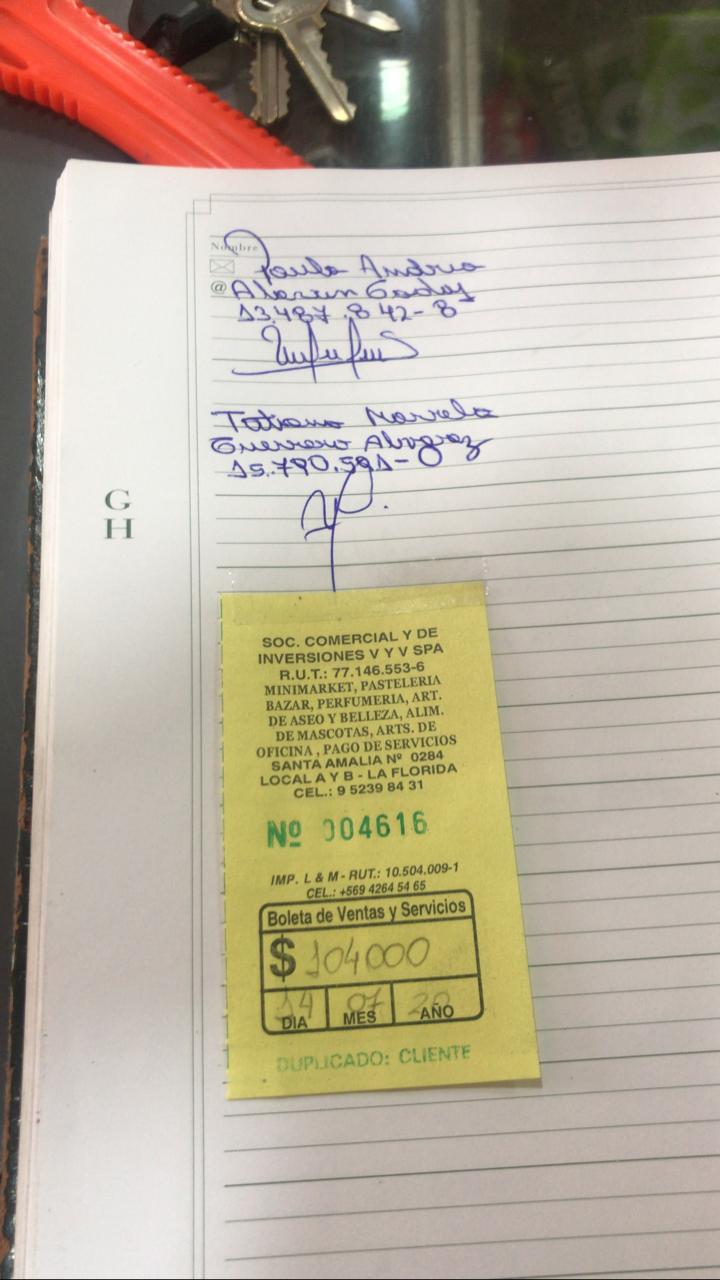 Nombre
Paula Andrea
@ Alarcon Godoy
13.487.842-8
Tatiana Marcela
Guerrero
15.790.591-0
G
H
SOC. COMERCIAL Y DE
INVERSIONES V Y V SPA
R.U.T.: 77.146.553-6
MINIMARKET, PASTELERIA
BAZAR, PERFUMERIA, ART.
DE ASEO Y BELLEZA, ALIM.
DE MASCOTAS, ARTS. DE
OFICINA , PAGO DE SERVICIOS
SANTA AMALIA Nº 0284
LOCAL A Y B - LA FLORIDA
CEL.: 9 5239 84 31
Nº 004616
IMP. L & M - RUT.: 10.504.009-1
CEL.: +569 4264 54 65
Boleta de Ventas y Servicios
$ 104000
14 07 20
DIA MES AÑO
DUPLICADO: CLIENTE